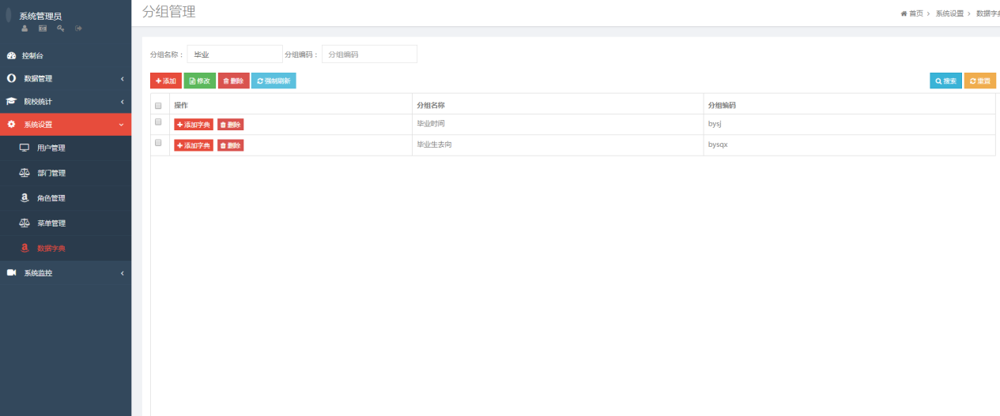 系统管理员
分组管理
首页 > 系统设置 > 数据字典
控制台
数据管理
院校统计
系统设置
用户管理
部门管理
角色管理
菜单管理
数据字典
系统监控
分组名称： 毕业 分组编码： 分组编码
添加 修改 删除 强制刷新 搜索 重置
操作 分组名称 分组编码
添加字典 删除 毕业时间 bysj
添加字典 删除 毕业生去向 bysqx